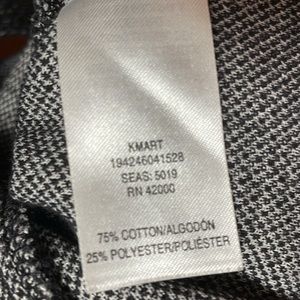 KMART
194246041528
SEAS: 5019
RN 42000
75% COTTON/ALGODÓN
25% POLYESTER/POLIÉSTER